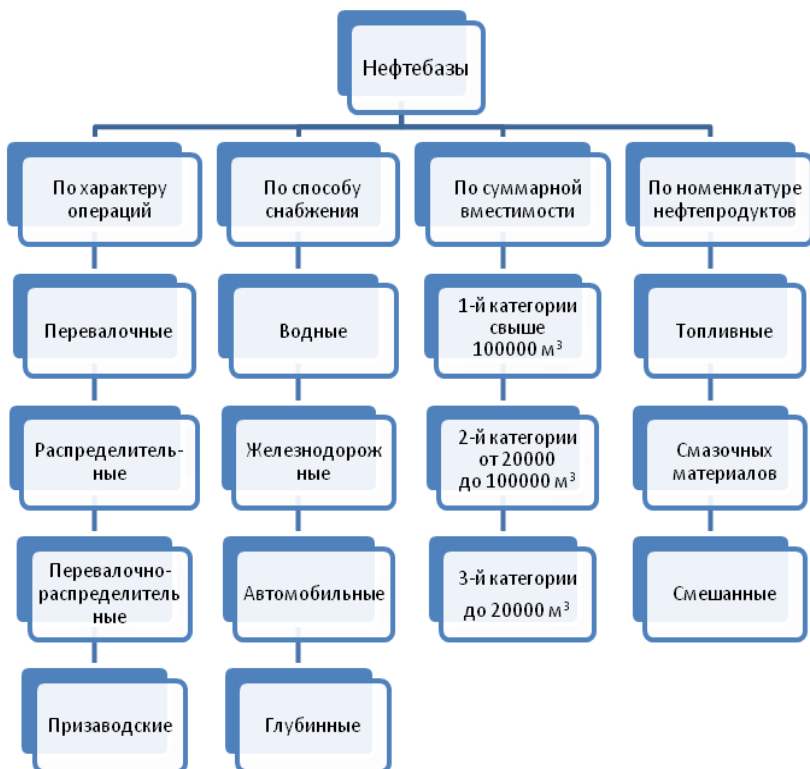 Нефтебазы
По характеру
операций
По способу
снабжения
По суммарной
вместимости
По номенклатуре
нефтепродуктов
Перевалочные
Водные
1-й категории
свыше
100000 м³
Топливные
Распределитель-
ные
Железнодорож
ные
2-й категории
от 20000
до 100000 м³
Смазочных
материалов
Перевалочно-
распределитель
ные
Автомобильные
3-й категории
до 20000 м³
Смешанные
Призаводские
Глубинные